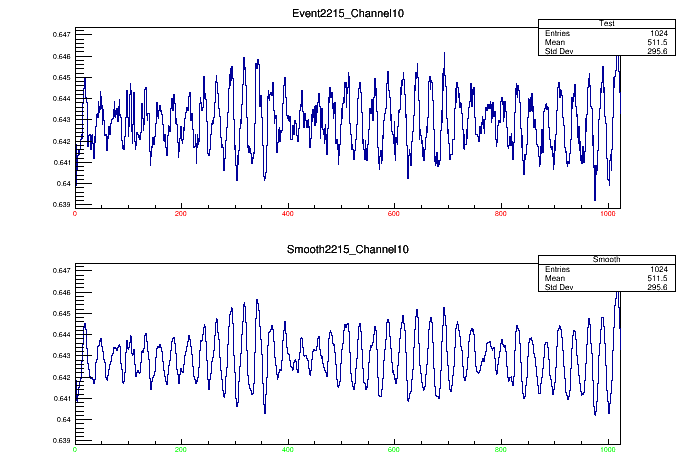 Event2215_Channel10
Test
Entries 1024
Mean 511.5
Std Dev 295.6
0.647
0.646
0.645
0.644
0.643
0.642
0.641
0.64
0.639
0 200 400 600 800 1000
Smooth2215_Channel10
Smooth
Entries 1024
Mean 511.5
Std Dev 295.6
0.647
0.646
0.645
0.644
0.643
0.642
0.641
0.64
0.639
0 200 400 600 800 1000